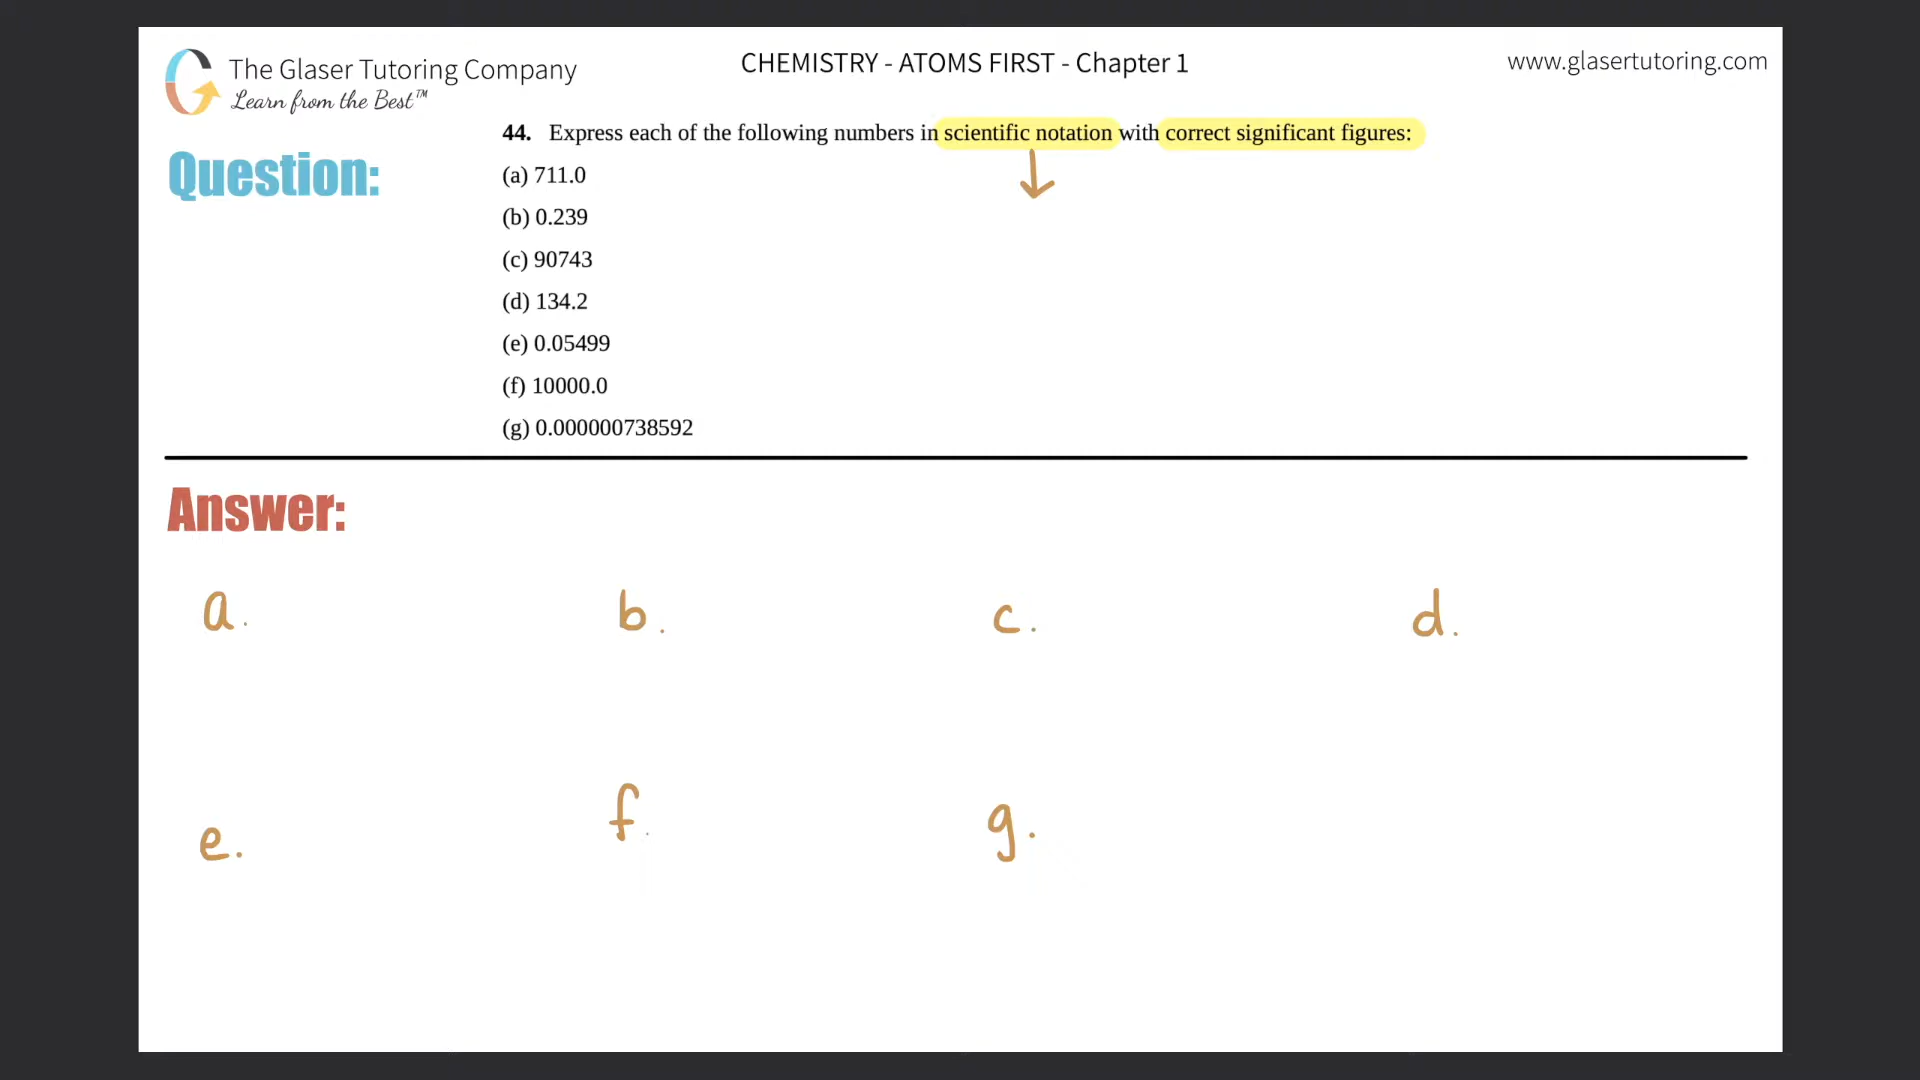 The Glaser Tutoring Company
Learn from the Best™
CHEMISTRY - ATOMS FIRST - Chapter 1
www.glasertutoring.com
Question:
44. Express each of the following numbers in scientific notation with correct significant figures:
(a) 711.0
(b) 0.239
(c) 90743
(d) 134.2
(e) 0.05499
(f) 10000.0
(g) 0.000000738592
Answer:
a. b. c. d.
e. f. g.